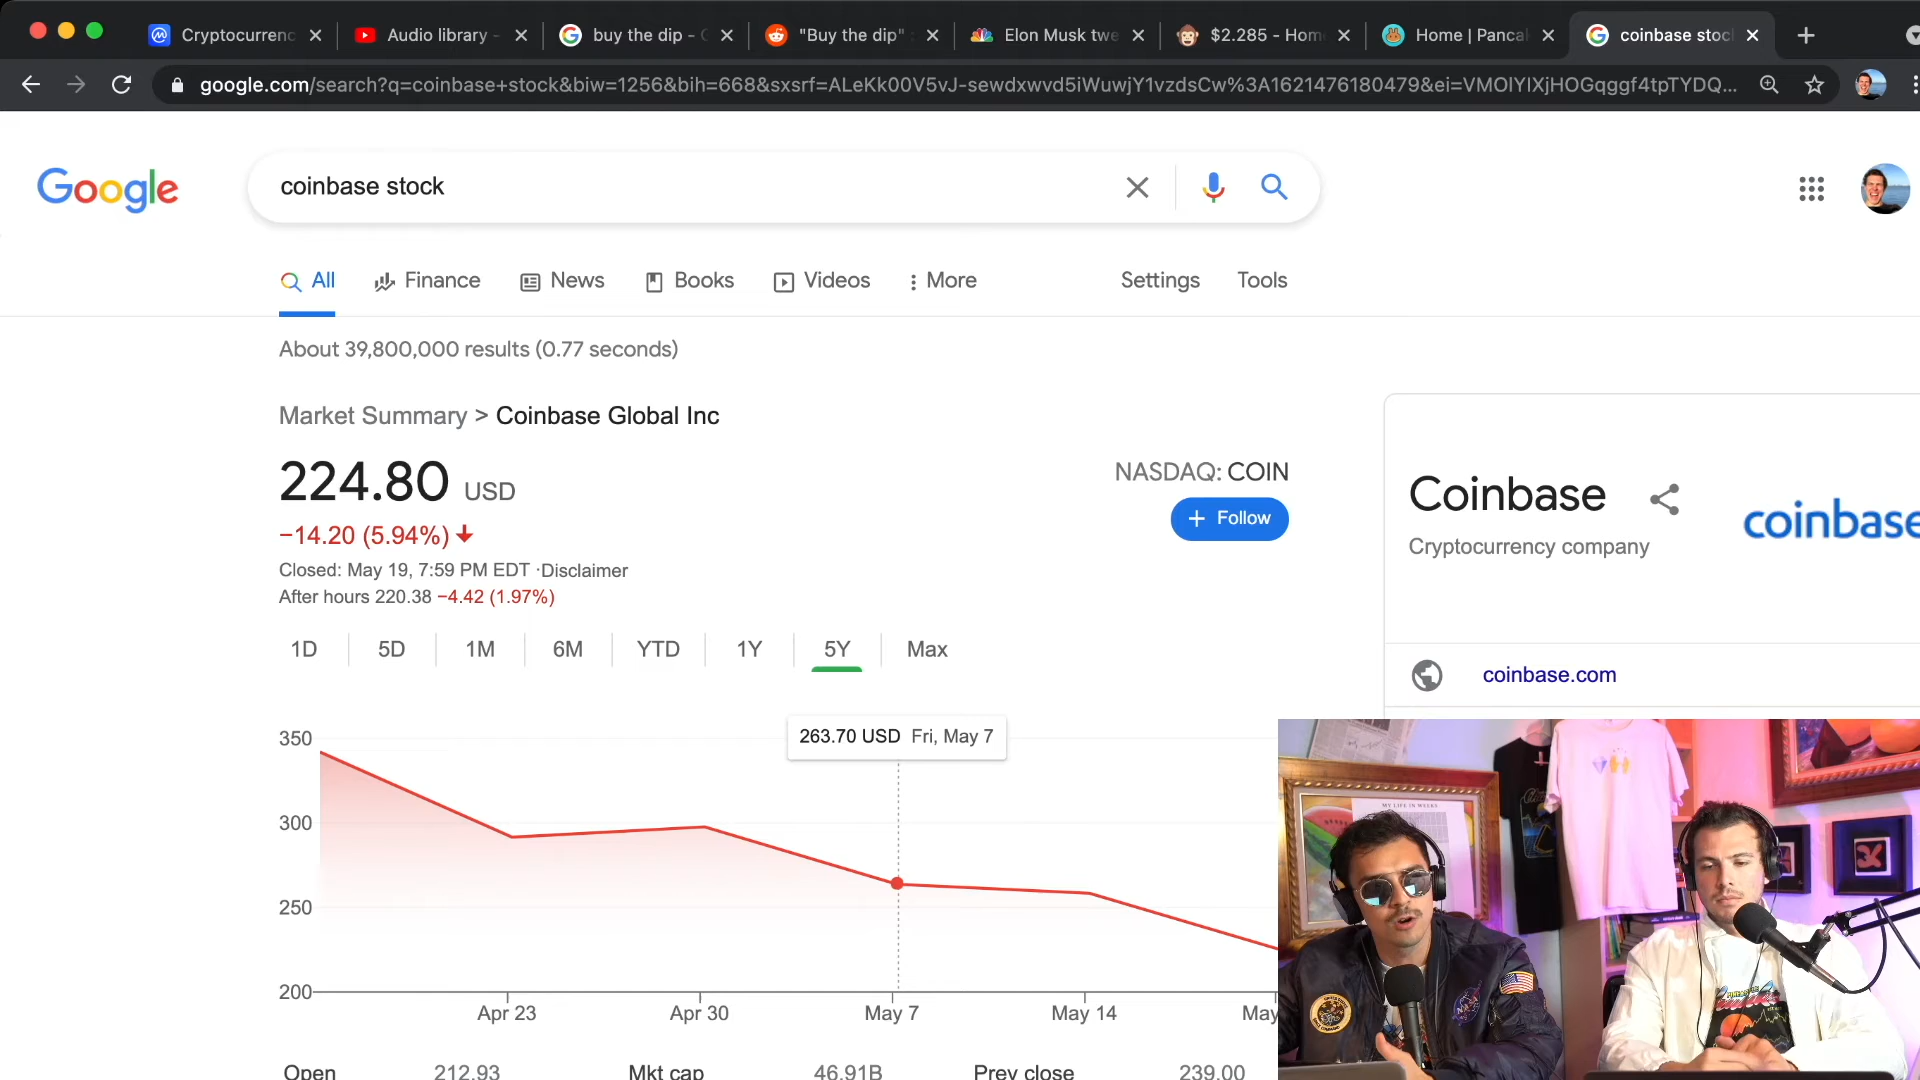 Cryptocurrenc
Audio library -
buy the dip - G
"Buy the dip"
Elon Musk twe
$2.285 - Hom
Home | Panca
coinbase stoc
google.com/search?q=coinbase+stock&biw=1256&bih=668&sxsrf=ALeKk00V5vJ-sewdxwvd5iWuwjY1vzdsCw%3A1621476180479&ei=VMOlYIXjHOGqggf4tpTYDQ...
Google
coinbase stock
All
Finance
News
Books
Videos
More
Settings
Tools
About 39,800,000 results (0.77 seconds)
Market Summary > Coinbase Global Inc
224.80 USD
−14.20 (5.94%)
Closed: May 19, 7:59 PM EDT ·Disclaimer
After hours 220.38 −4.42 (1.97%)
NASDAQ: COIN
+ Follow
1D
5D
1M
6M
YTD
1Y
5Y
Max
263.70 USD Fri, May 7
350
300
250
200
Apr 23
Apr 30
May 7
May 14
May
Open 212.93
Mkt cap 46.91B
Prev close 239.00
Coinbase
Cryptocurrency company
coinbase
coinbase.com
MY LIFE IN WEEKS